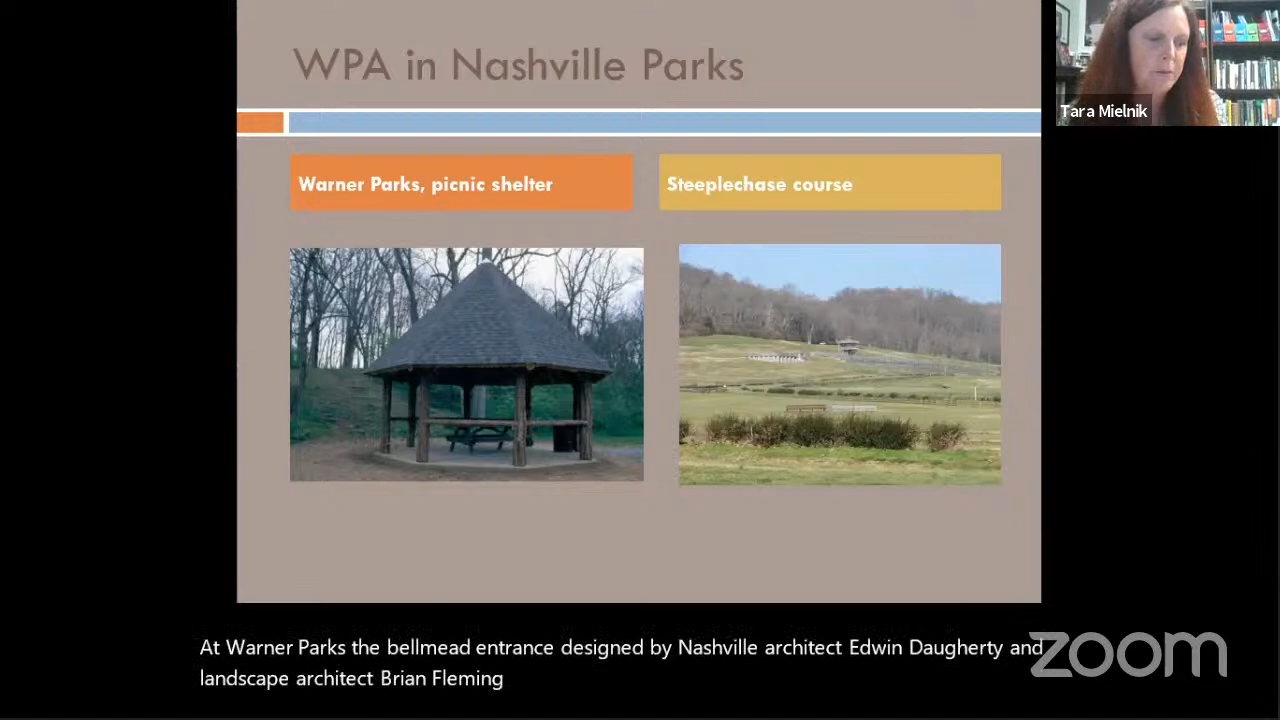 WPA in Nashville Parks
Tara Mielnik
Warner Parks, picnic shelter
Steeplechase course
At Warner Parks the bellmead entrance designed by Nashville architect Edwin Daugherty and
landscape architect Brian Fleming
zoom